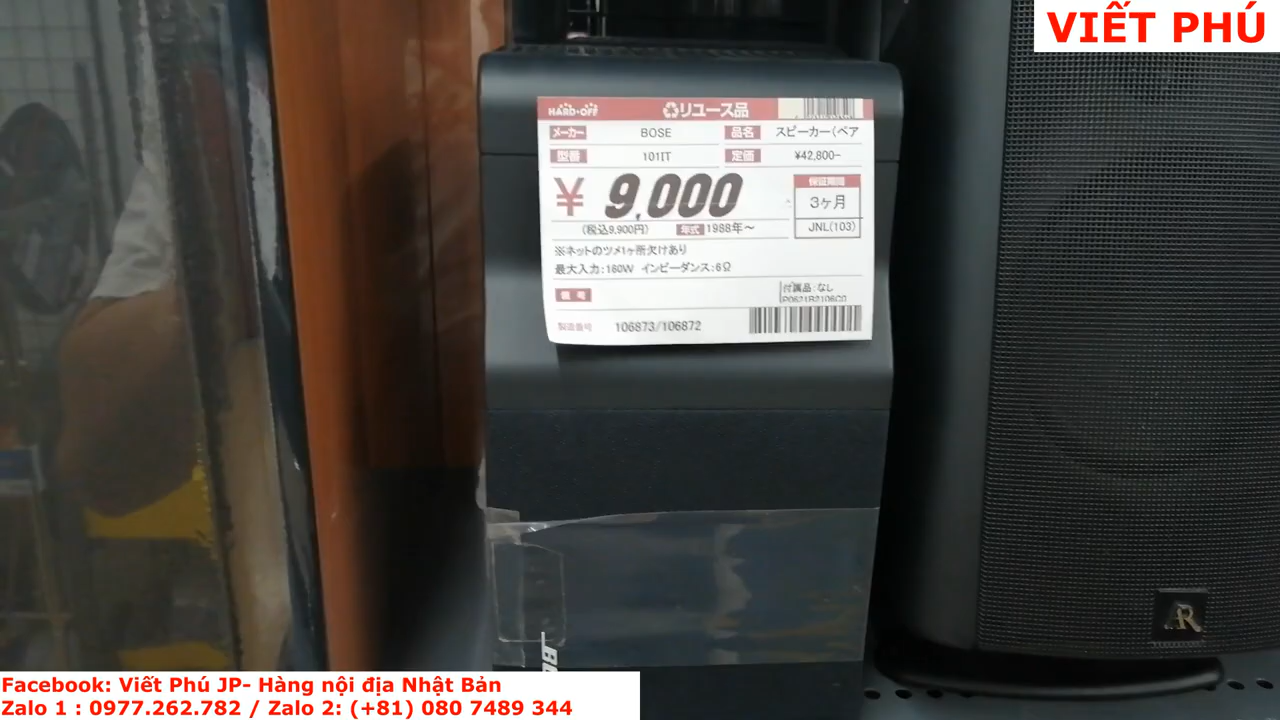 VIẾT PHÚ
HARD·OFF リユース品
メーカー BOSE 品名 スピーカー(ペア
型番 101IT 定価 ¥42,800-
¥ 9,000 保証期間
3ヶ月
(税込9,900円) 年式 1988年~ JNL(103)
※ネットのツメ1ヶ所欠けあり
最大入力:180W インピーダンス:6Ω
備考 付属品:なし
製造番号 106873/106872
AR
Facebook: Viết Phú JP- Hàng nội địa Nhật Bản
Zalo 1 : 0977.262.782 / Zalo 2: (+81) 080 7489 344